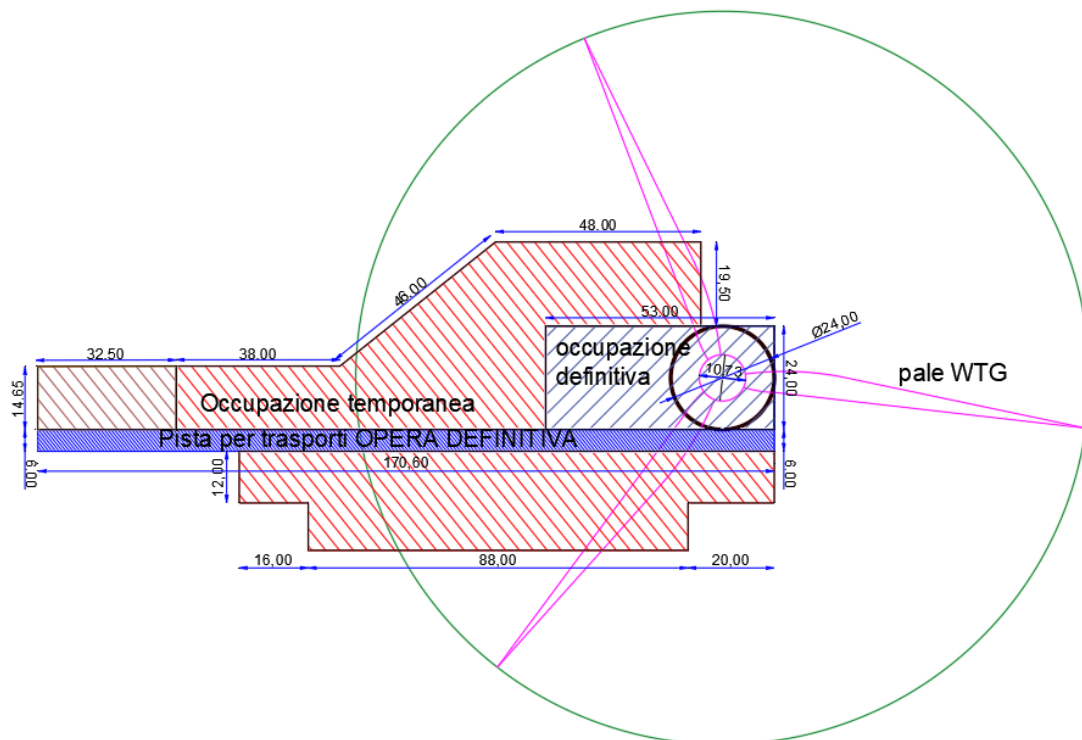 48.00
46,00
19,50
53.00
Ø24,00
32.50
38.00
occupazione
definitiva
10,73
24,00
pale WTG
14.65
Occupazione temporanea
Pista per trasporti OPERA DEFINITIVA
6.00
170,60
6.00
12,00
16,00
88,00
20,00